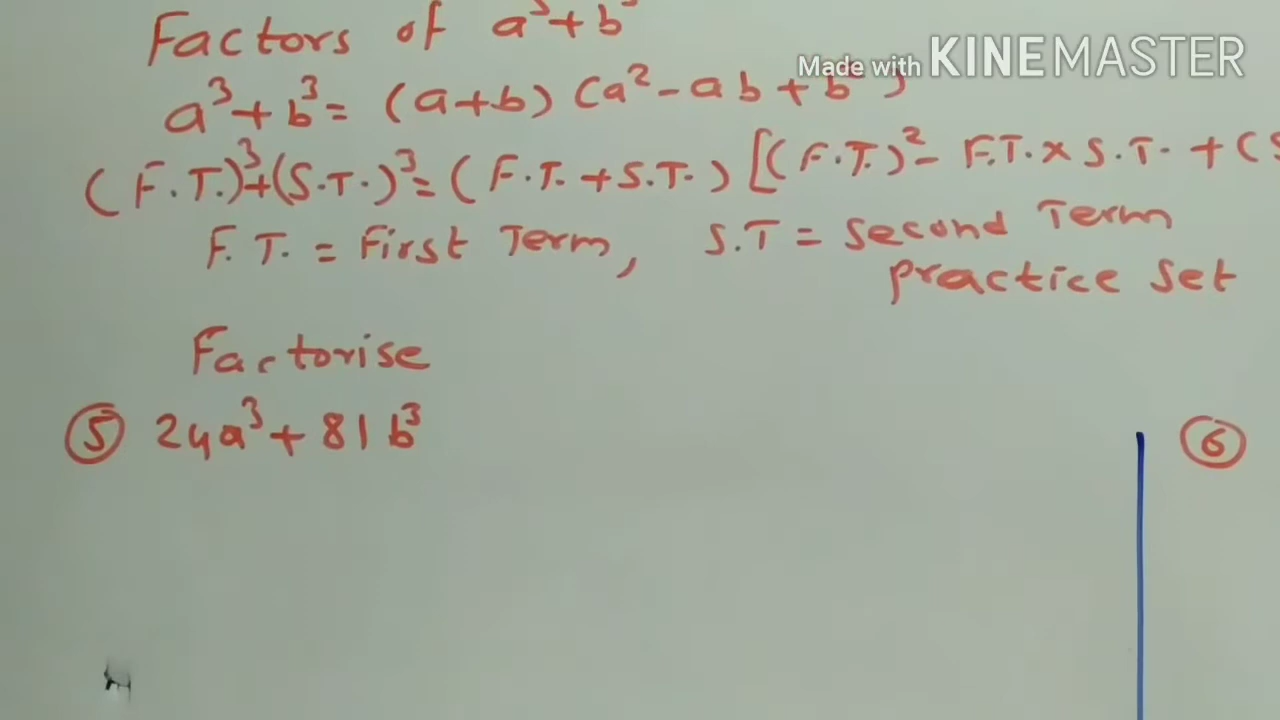 Factors of a³+b³
Made with KINEMASTER
a³+b³= (a+b) (a²-ab+b²)
(F.T.)³+(S.T.)³= (F.T.+S.T.) [(F.T.)²- F.T.× S.T.+(S
F.T. = First Term, S.T = Second Term
practice set
Factorise
⑤ 24a³+81b³
⑥